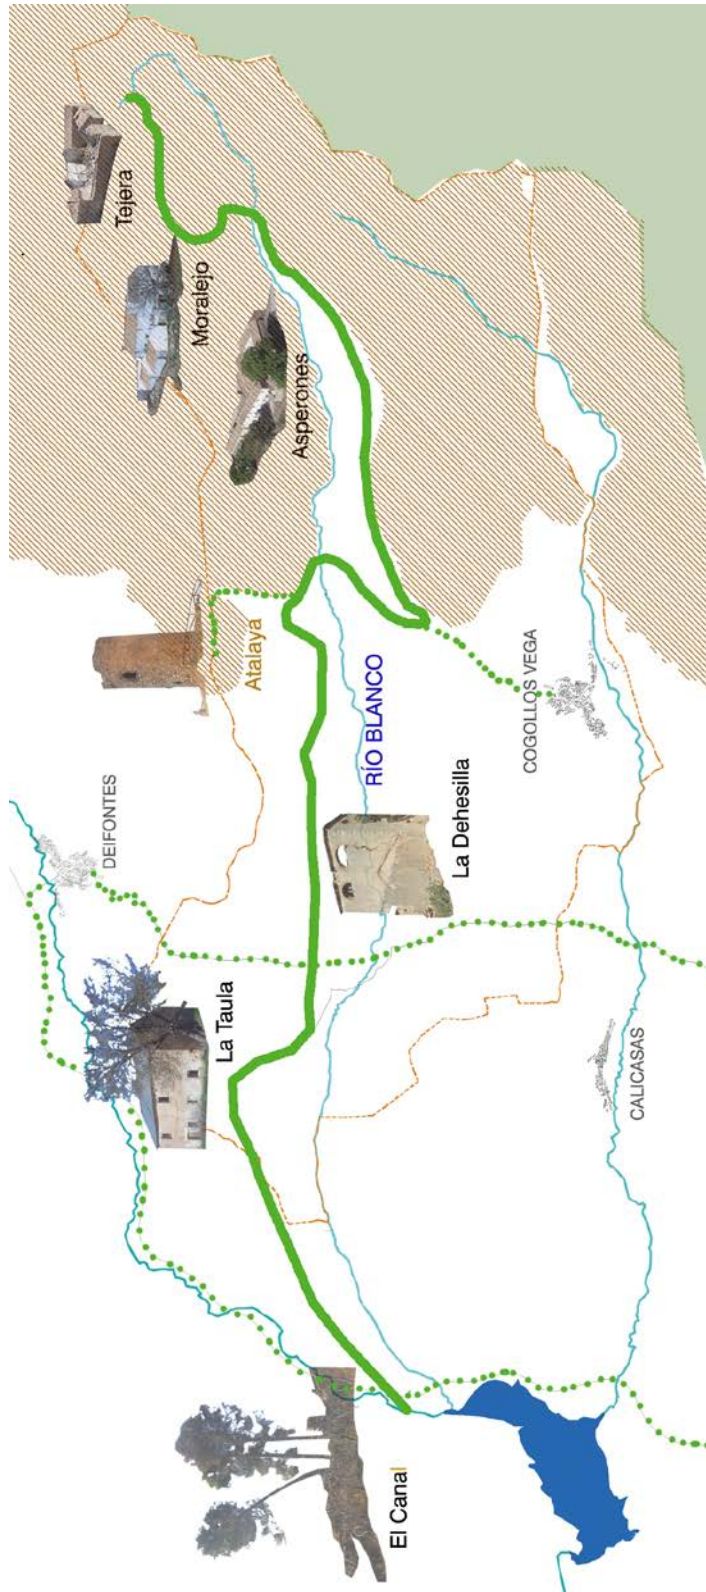 Tejera
Moralejo
Asperones
Atalaya
COGOLLOS VEGA
RÍO BLANCO
DEIFONTES
La Dehesilla
La Taula
CALICASAS
El Canal